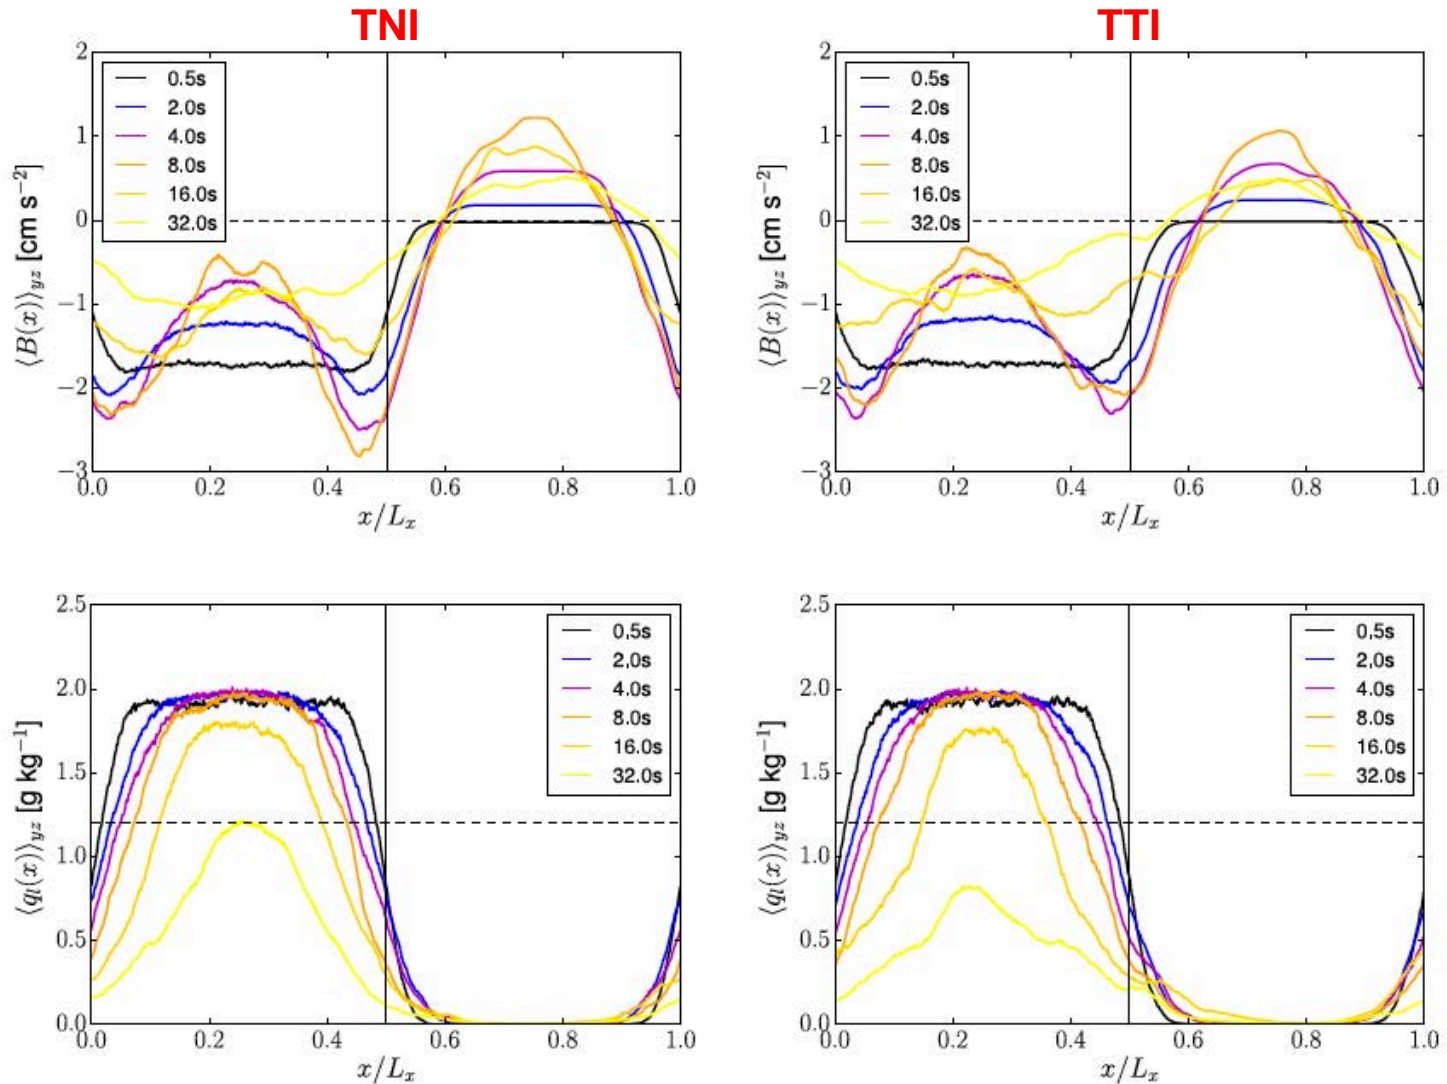 TNI
TTI
2
1
0
−1
−2
−3
0.5s
2.0s
4.0s
8.0s
16.0s
32.0s
⟨B(x)⟩yz [cm s−2]
0.0 0.2 0.4 0.6 0.8 1.0
x/Lx
2
1
0
−1
−2
−3
0.5s
2.0s
4.0s
8.0s
16.0s
32.0s
⟨B(x)⟩yz [cm s−2]
0.0 0.2 0.4 0.6 0.8 1.0
x/Lx
2.5
2.0
1.5
1.0
0.5
0.0
0.5s
2.0s
4.0s
8.0s
16.0s
32.0s
⟨ql(x)⟩yz [g kg−1]
0.0 0.2 0.4 0.6 0.8 1.0
x/Lx
2.5
2.0
1.5
1.0
0.5
0.0
0.5s
2.0s
4.0s
8.0s
16.0s
32.0s
⟨ql(x)⟩yz [g kg−1]
0.0 0.2 0.4 0.6 0.8 1.0
x/Lx